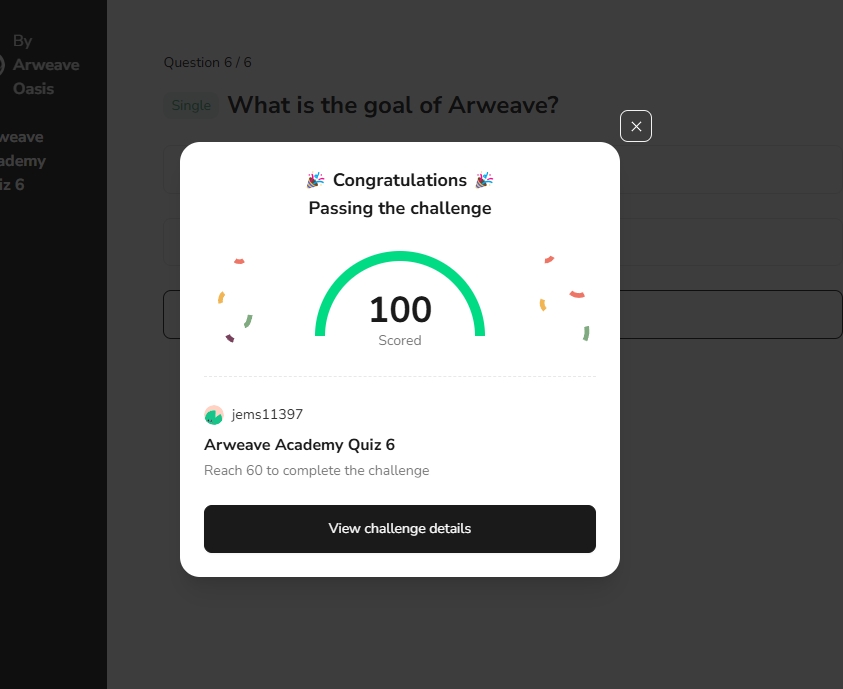 By
Arweave
Oasis
weave
ademy
iz 6
Question 6 / 6
Single What is the goal of Arweave?
Congratulations
Passing the challenge
100
Scored
jems11397
Arweave Academy Quiz 6
Reach 60 to complete the challenge
View challenge details